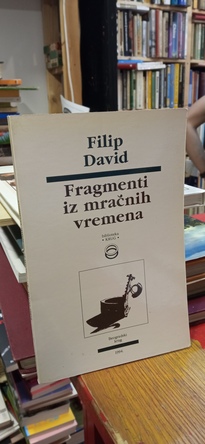 Filip
David
Fragmenti
iz mračnih
vremena
Beogradski
krug
1994